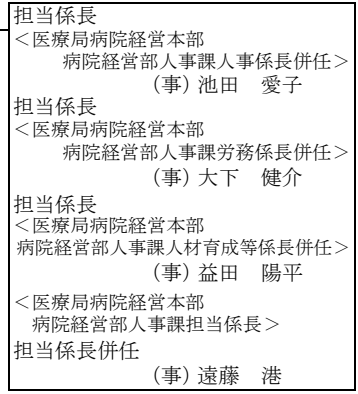 担当係長
＜医療局病院経営本部
病院経営部人事課人事係長併任＞
（事）池田　愛子
担当係長
＜医療局病院経営本部
病院経営部人事課労務係長併任＞
（事）大下　健介
担当係長
＜医療局病院経営本部
病院経営部人事課人材育成等係長併任＞
（事）益田　陽平
＜医療局病院経営本部
病院経営部人事課担当係長＞
担当係長併任
（事）遠藤　港